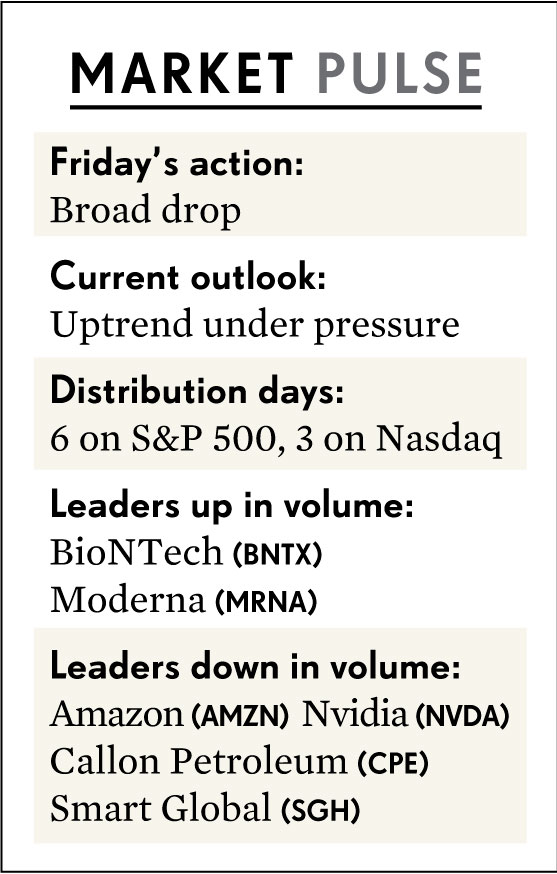 MARKET PULSE
Friday's action:
Broad drop
Current outlook:
Uptrend under pressure
Distribution days:
6 on S&P 500, 3 on Nasdaq
Leaders up in volume:
BioNTech (BNTX)
Moderna (MRNA)
Leaders down in volume:
Amazon (AMZN) Nvidia (NVDA)
Callon Petroleum (CPE)
Smart Global (SGH)